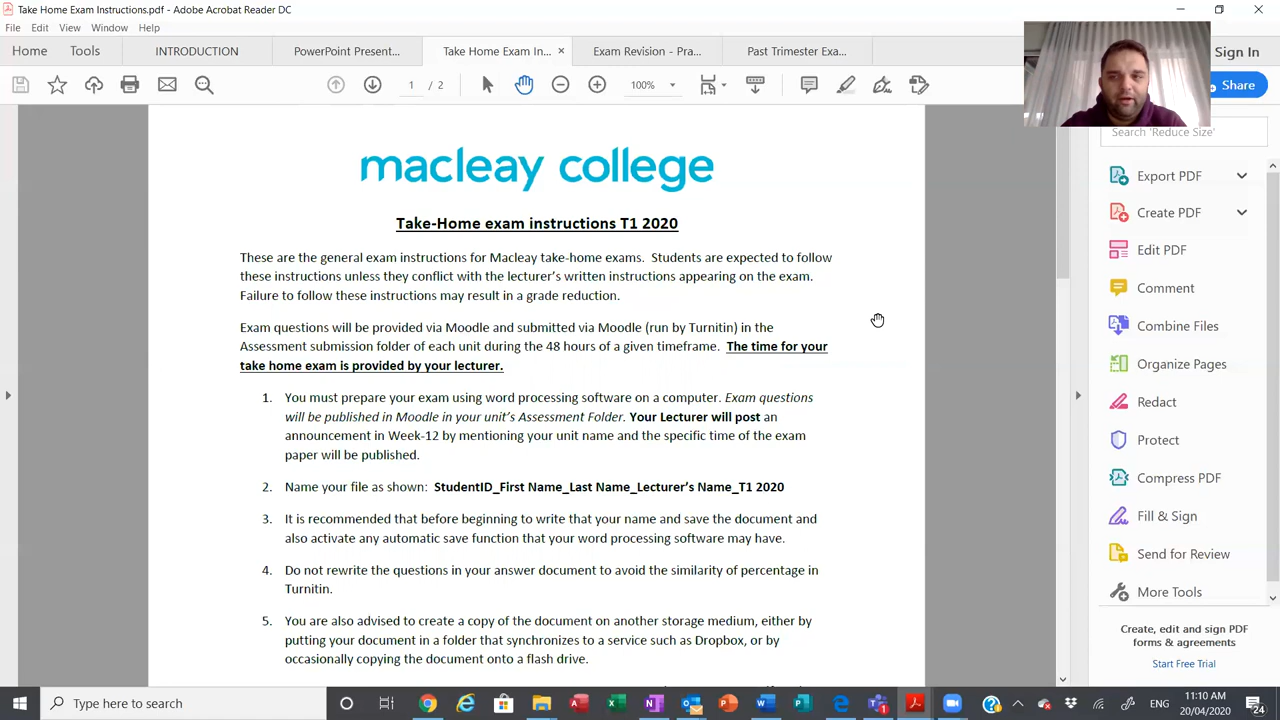 Take Home Exam Instructions.pdf - Adobe Acrobat Reader DC
File Edit View Window Help
Home Tools INTRODUCTION PowerPoint Present... Take Home Exam In... × Exam Revision - Pra... Past Trimester Exa... Sign In
1 / 2 100% Share
Search 'Reduce Size'
Export PDF
Create PDF
Edit PDF
Comment
Combine Files
Organize Pages
Redact
Protect
Compress PDF
Fill & Sign
Send for Review
More Tools
Create, edit and sign PDF
forms & agreements
Start Free Trial
macleay college
Take-Home exam instructions T1 2020
These are the general exam instructions for Macleay take-home exams. Students are expected to follow
these instructions unless they conflict with the lecturer's written instructions appearing on the exam.
Failure to follow these instructions may result in a grade reduction.
Exam questions will be provided via Moodle and submitted via Moodle (run by Turnitin) in the
Assessment submission folder of each unit during the 48 hours of a given timeframe. The time for your
take home exam is provided by your lecturer.
1. You must prepare your exam using word processing software on a computer. Exam questions
will be published in Moodle in your unit's Assessment Folder. Your Lecturer will post an
announcement in Week-12 by mentioning your unit name and the specific time of the exam
paper will be published.
2. Name your file as shown: StudentID_First Name_Last Name_Lecturer's Name_T1 2020
3. It is recommended that before beginning to write that your name and save the document and
also activate any automatic save function that your word processing software may have.
4. Do not rewrite the questions in your answer document to avoid the similarity of percentage in
Turnitin.
5. You are also advised to create a copy of the document on another storage medium, either by
putting your document in a folder that synchronizes to a service such as Dropbox, or by
occasionally copying the document onto a flash drive.
Type here to search
ENG
11:10 AM
20/04/2020
24